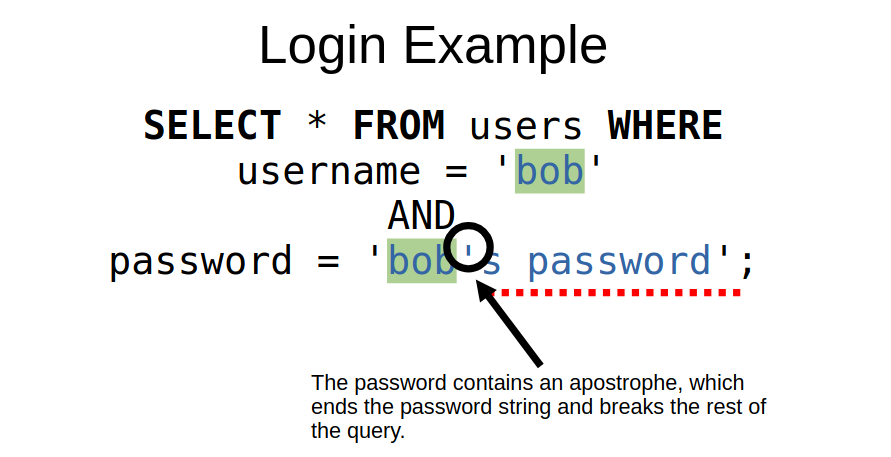 Login Example
SELECT * FROM users WHERE
username = 'bob'
AND
password = 'bob's password';
The password contains an apostrophe, which
ends the password string and breaks the rest of
the query.